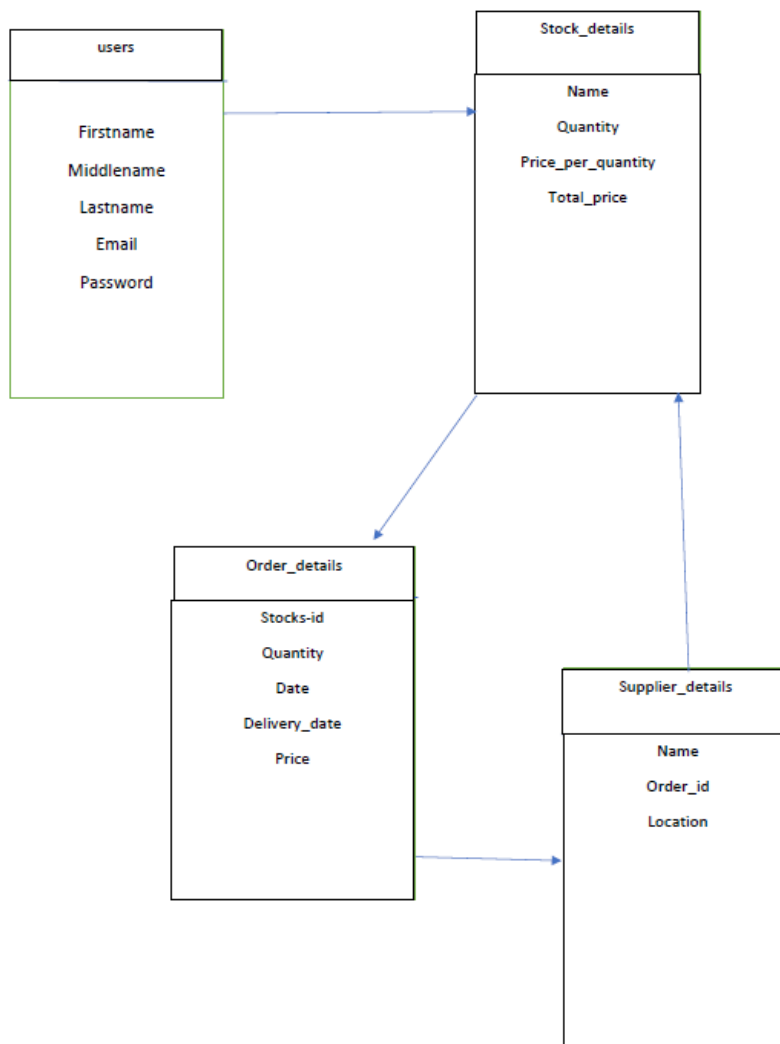 users
Firstname
Middlename
Lastname
Email
Password
Stock_details
Name
Quantity
Price_per_quantity
Total_price
Order_details
Stocks-id
Quantity
Date
Delivery_date
Price
Supplier_details
Name
Order_id
Location